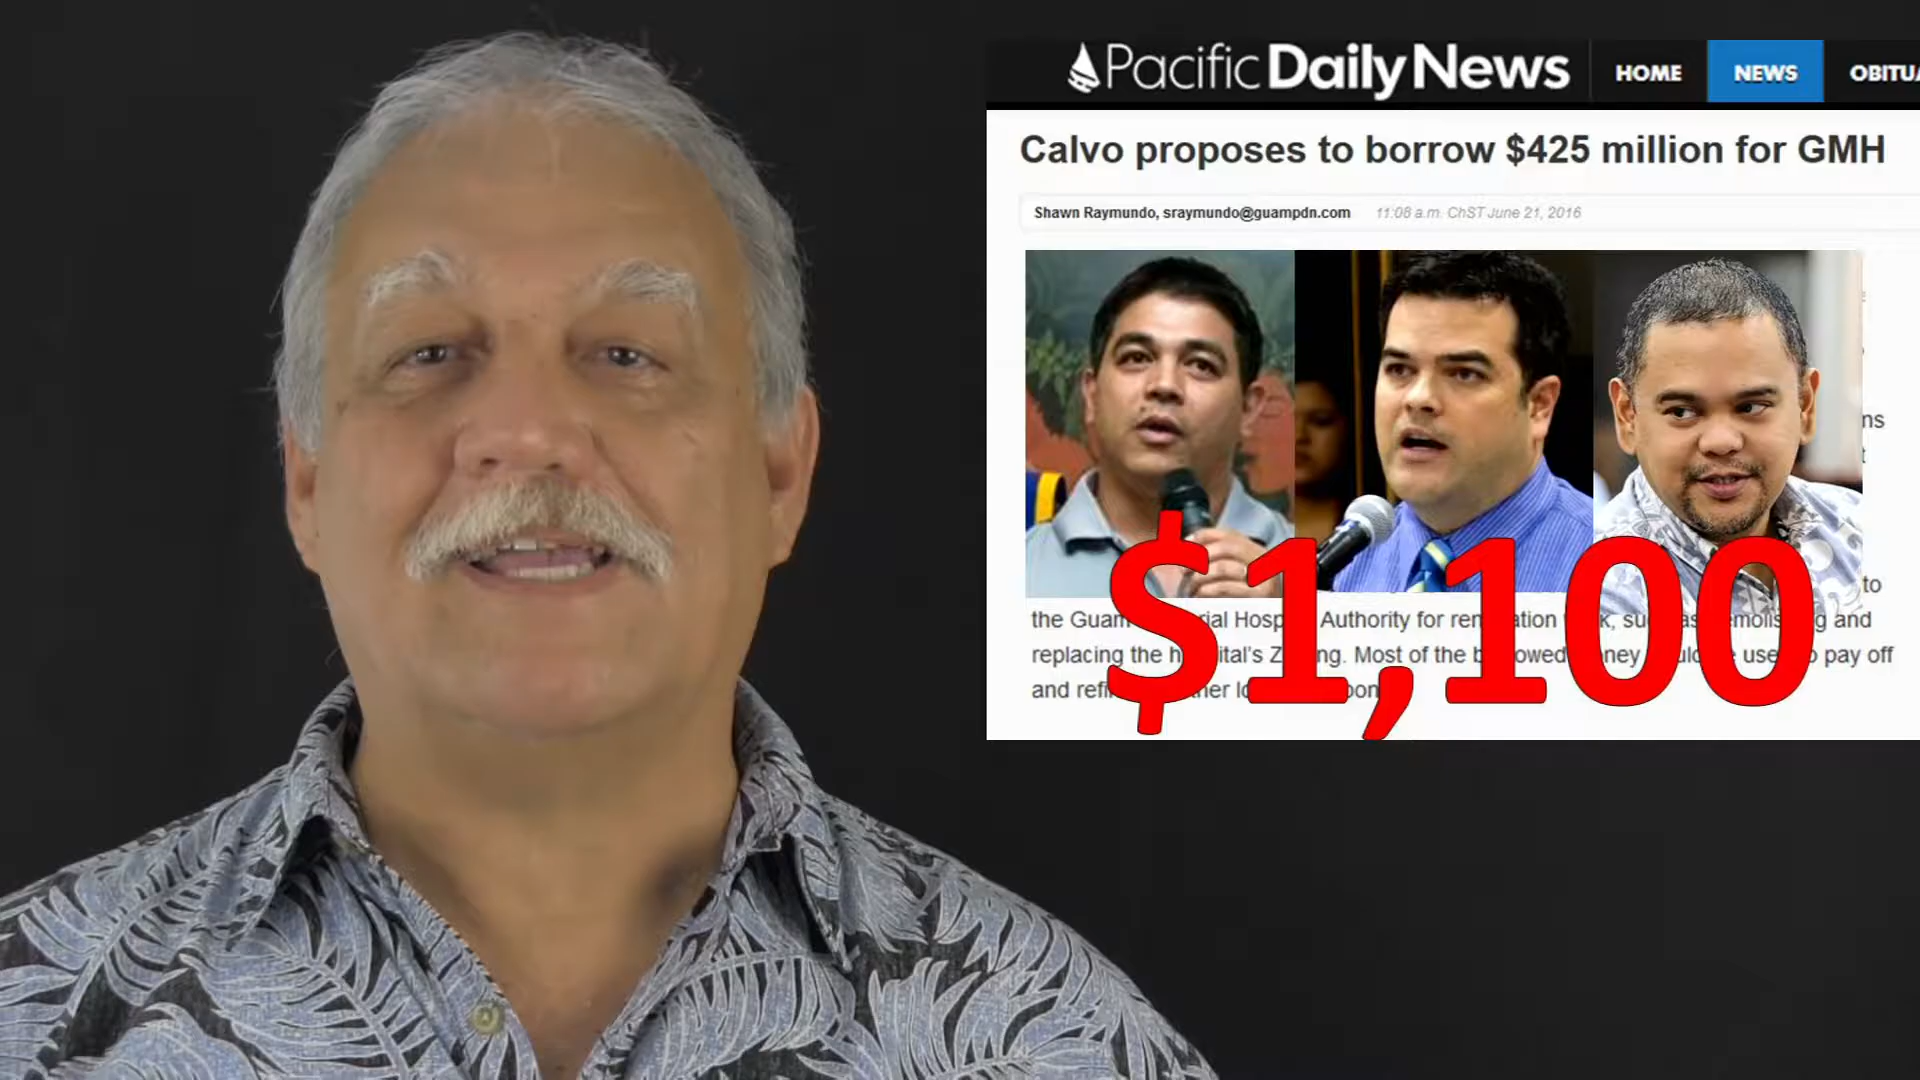 Pacific Daily News
HOME
NEWS
Calvo proposes to borrow $425 million for GMH
Shawn Raymundo, sraymundo@guampdn.com 11:08 a.m. ChST June 21, 2016
ns
t
to
$1,100
the Guam Authority for and
replacing the Most of the pay off
and